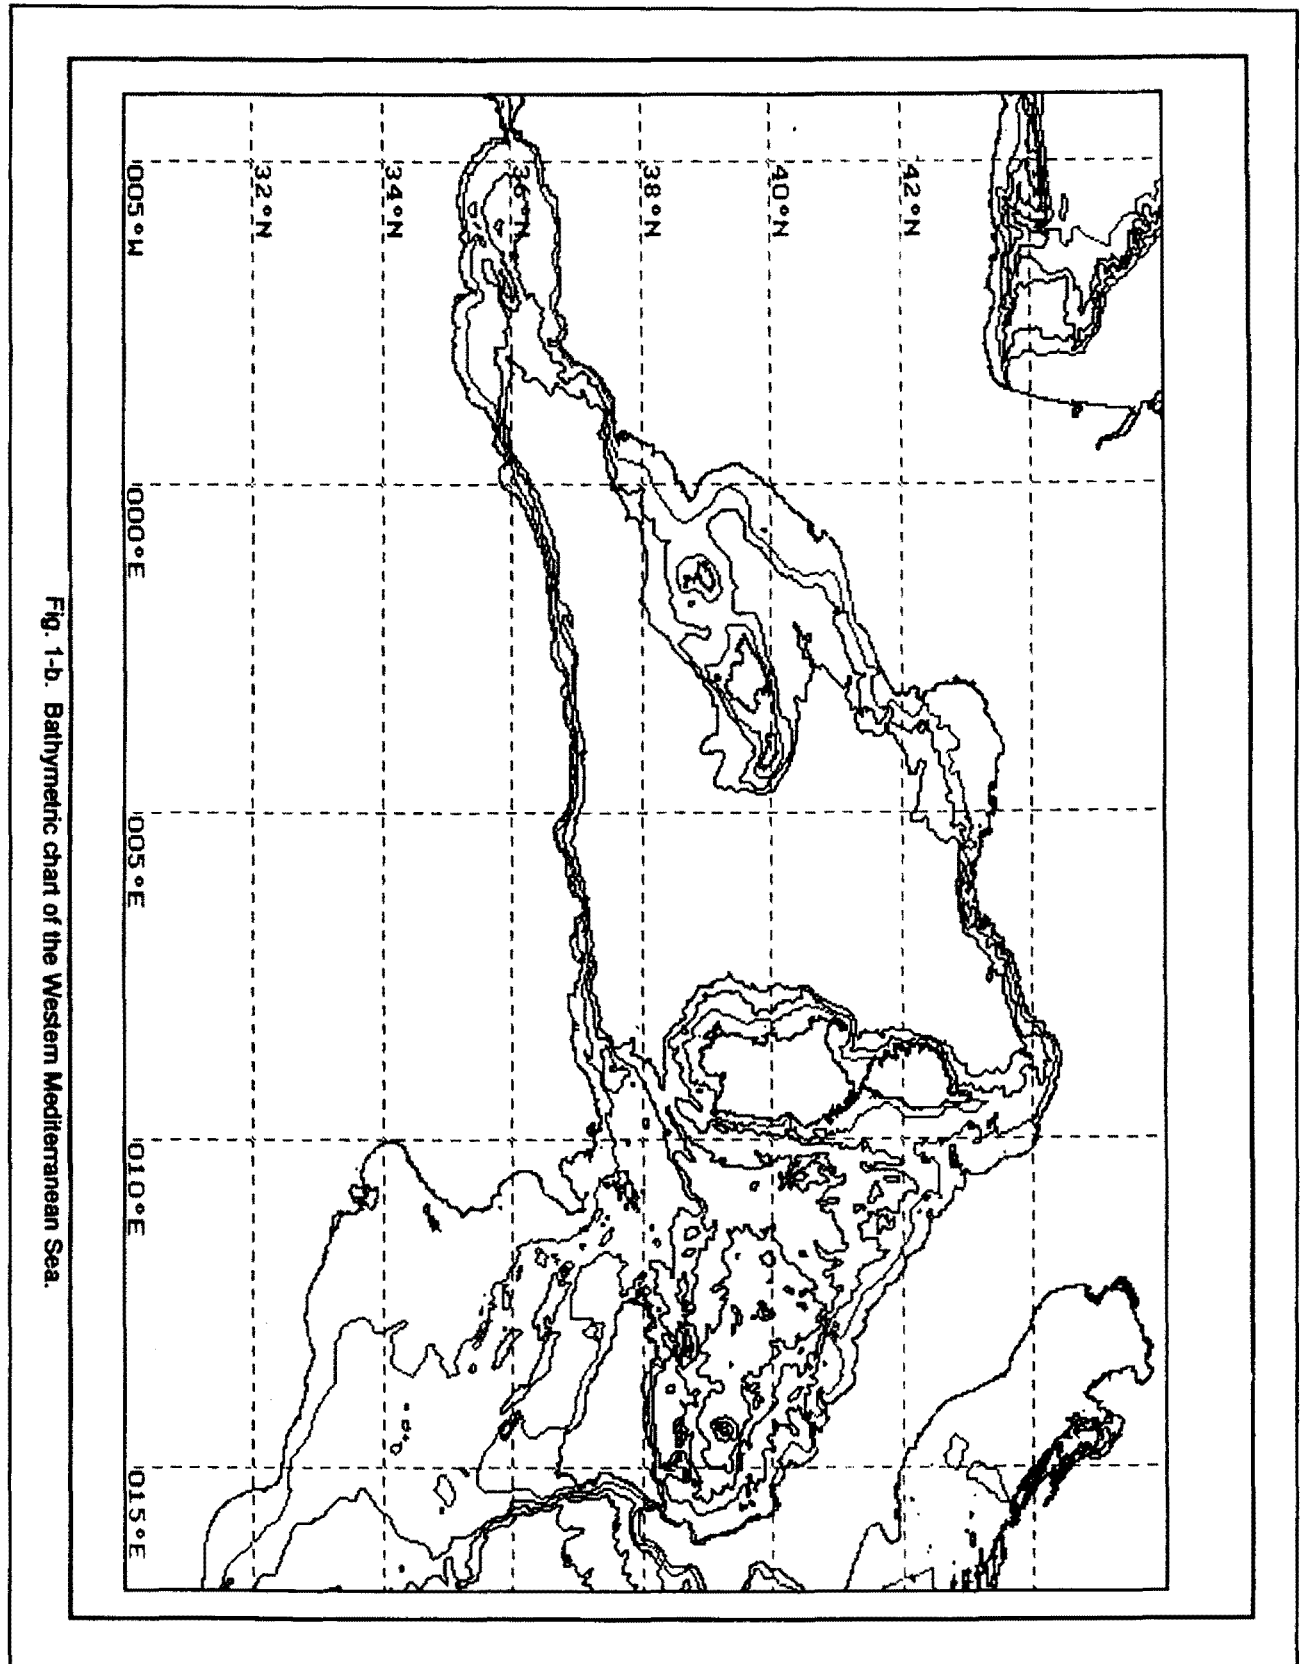 42°N
40°N
38°N
36°N
34°N
32°N
005°W
000°E
005°E
010°E
015°E
Fig. 1-b. Bathymetric chart of the Western Mediterranean Sea.